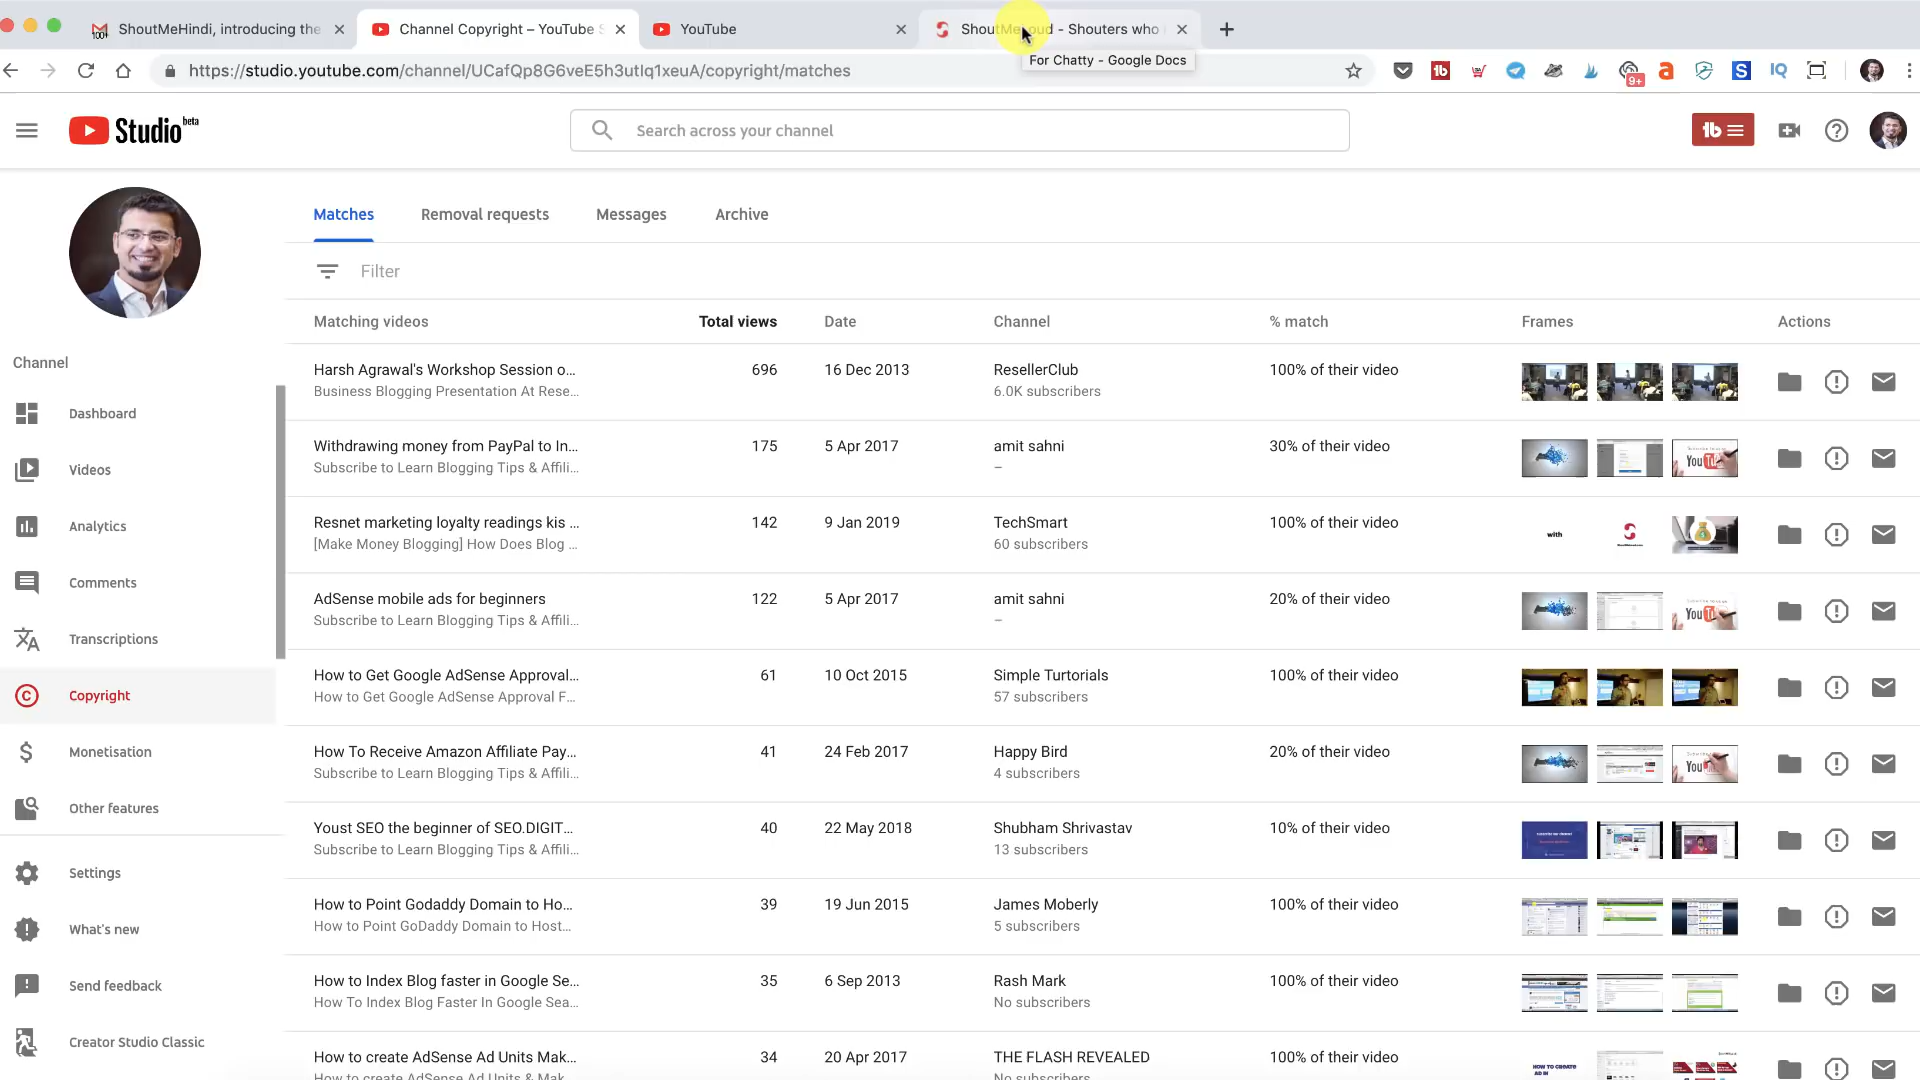 ShoutMeHindi, introducing the
Channel Copyright – YouTube S
YouTube
ShoutMeLoud - Shouters who
https://studio.youtube.com/channel/UCafQp8G6veE5h3utIq1xeuA/copyright/matches
For Chatty - Google Docs
Studio beta
Search across your channel
Matches
Removal requests
Messages
Archive
Filter
Matching videos Total views Date Channel % match Frames Actions
Harsh Agrawal's Workshop Session o... 696 16 Dec 2013 ResellerClub 100% of their video
Business Blogging Presentation At Rese... 6.0K subscribers
Withdrawing money from PayPal to In... 175 5 Apr 2017 amit sahni 30% of their video
Subscribe to Learn Blogging Tips & Affili... –
Resnet marketing loyalty readings kis ... 142 9 Jan 2019 TechSmart 100% of their video
[Make Money Blogging] How Does Blog ... 60 subscribers
with
AdSense mobile ads for beginners 122 5 Apr 2017 amit sahni 20% of their video
Subscribe to Learn Blogging Tips & Affili... –
How to Get Google AdSense Approval... 61 10 Oct 2015 Simple Turtorials 100% of their video
How to Get Google AdSense Approval F... 57 subscribers
How To Receive Amazon Affiliate Pay... 41 24 Feb 2017 Happy Bird 20% of their video
Subscribe to Learn Blogging Tips & Affili... 4 subscribers
Youst SEO the beginner of SEO.DIGIT... 40 22 May 2018 Shubham Shrivastav 10% of their video
Subscribe to Learn Blogging Tips & Affili... 13 subscribers
How to Point Godaddy Domain to Ho... 39 19 Jun 2015 James Moberly 100% of their video
How to Point GoDaddy Domain to Host... 5 subscribers
How to Index Blog faster in Google Se... 35 6 Sep 2013 Rash Mark 100% of their video
How To Index Blog Faster In Google Sea... No subscribers
How to create AdSense Ad Units Mak... 34 20 Apr 2017 THE FLASH REVEALED 100% of their video
How to create AdSense Ad Units & Mak... No subscribers
HOW TO CREATE
Channel
Dashboard
Videos
Analytics
Comments
Transcriptions
Copyright
Monetisation
Other features
Settings
What's new
Send feedback
Creator Studio Classic